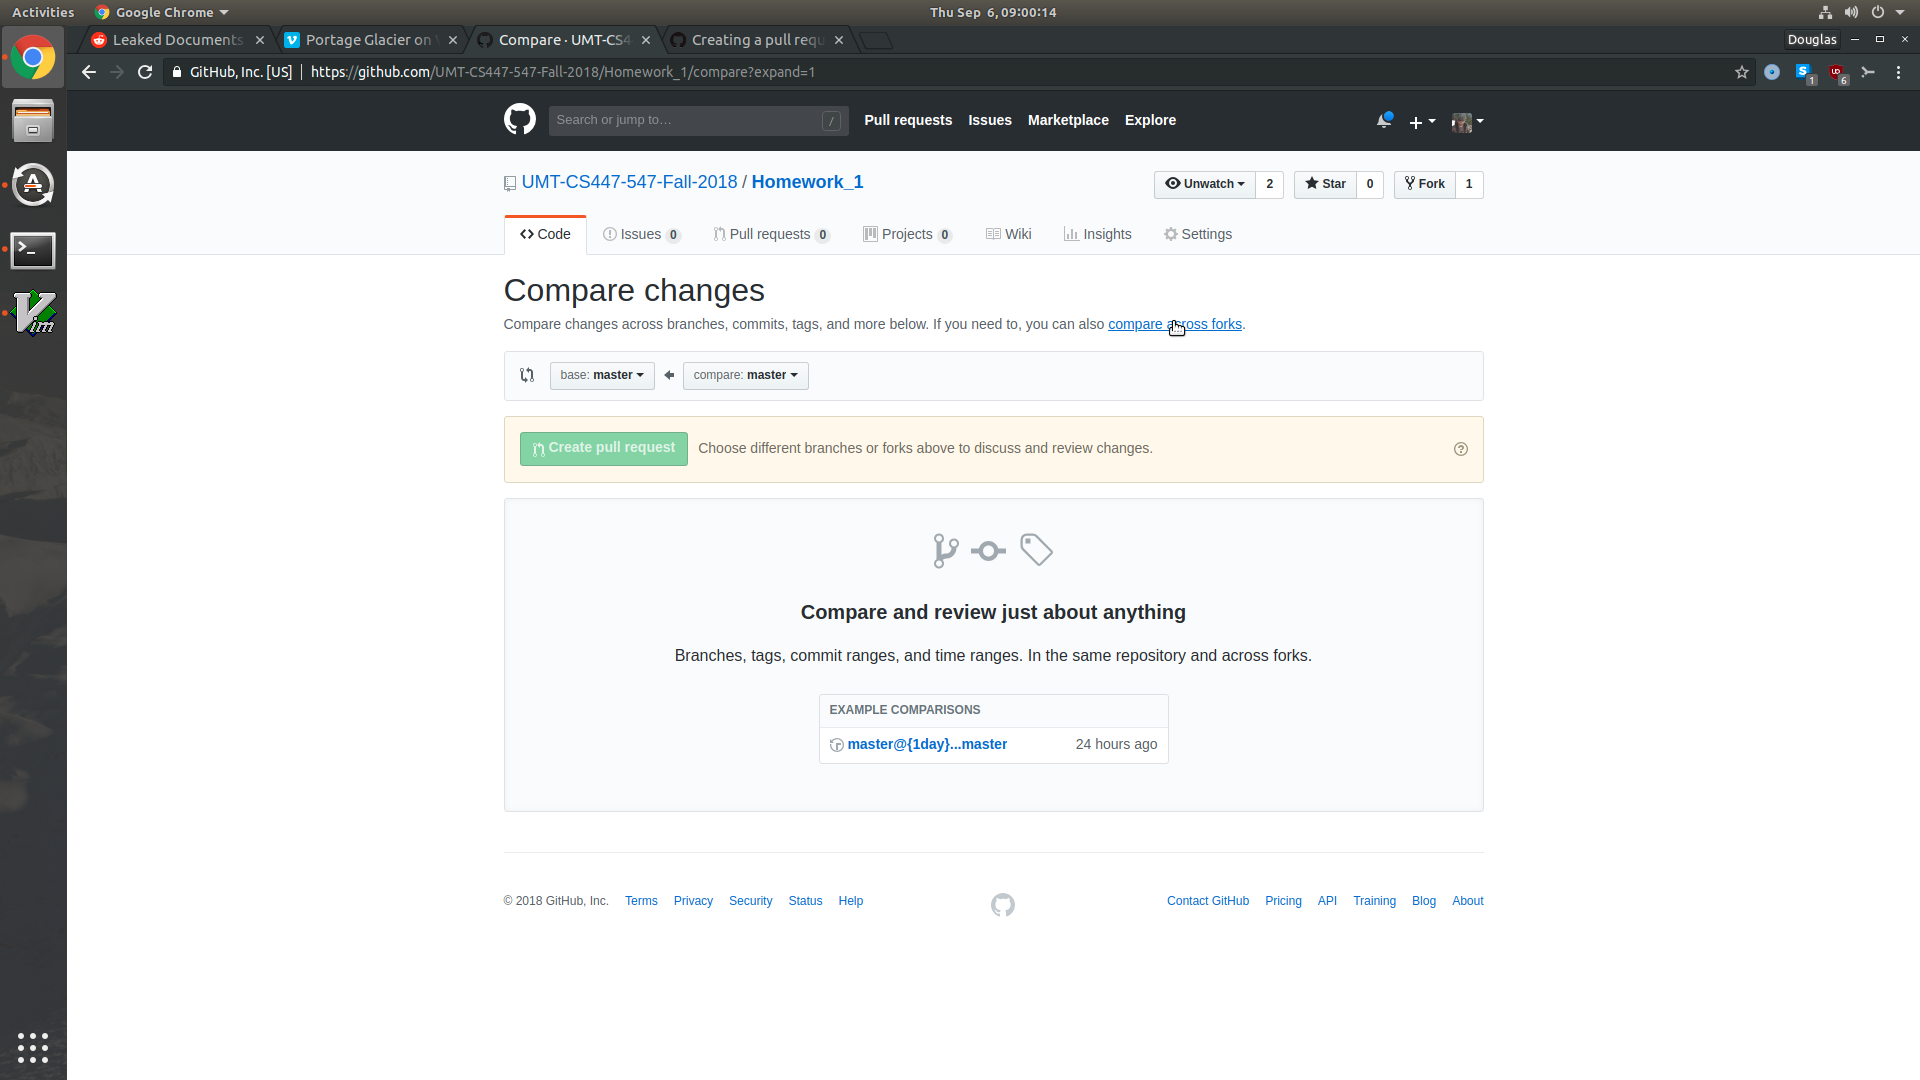 Activities Google Chrome Thu Sep 6, 09:00:14
Leaked Documents Portage Glacier on Compare · UMT-CS4 Creating a pull requ Douglas
GitHub, Inc. [US] https://github.com/UMT-CS447-547-Fall-2018/Homework_1/compare?expand=1 1 6
Search or jump to… / Pull requests Issues Marketplace Explore
UMT-CS447-547-Fall-2018 / Homework_1 Unwatch 2 Star 0 Fork 1
Code Issues 0 Pull requests 0 Projects 0 Wiki Insights Settings
Compare changes
Compare changes across branches, commits, tags, and more below. If you need to, you can also compare across forks.
base: master compare: master
Create pull request Choose different branches or forks above to discuss and review changes.
Compare and review just about anything
Branches, tags, commit ranges, and time ranges. In the same repository and across forks.
EXAMPLE COMPARISONS
master@{1day}...master 24 hours ago
© 2018 GitHub, Inc. Terms Privacy Security Status Help Contact GitHub Pricing API Training Blog About
Vim